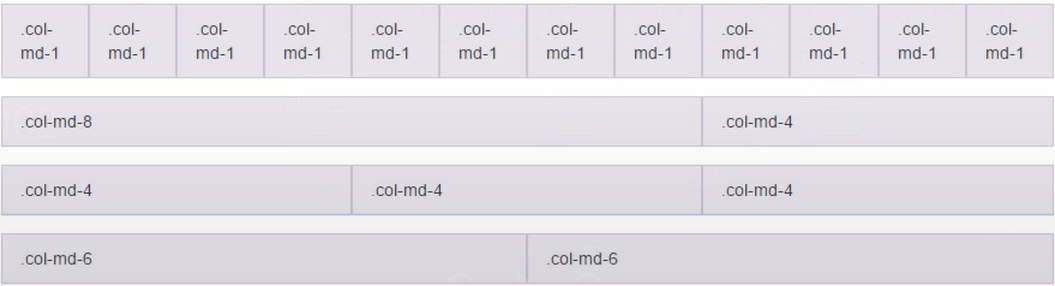 .col- .col- .col- .col- .col- .col- .col- .col- .col- .col- .col- .col-
md-1 md-1 md-1 md-1 md-1 md-1 md-1 md-1 md-1 md-1 md-1 md-1
.col-md-8 .col-md-4
.col-md-4 .col-md-4 .col-md-4
.col-md-6 .col-md-6